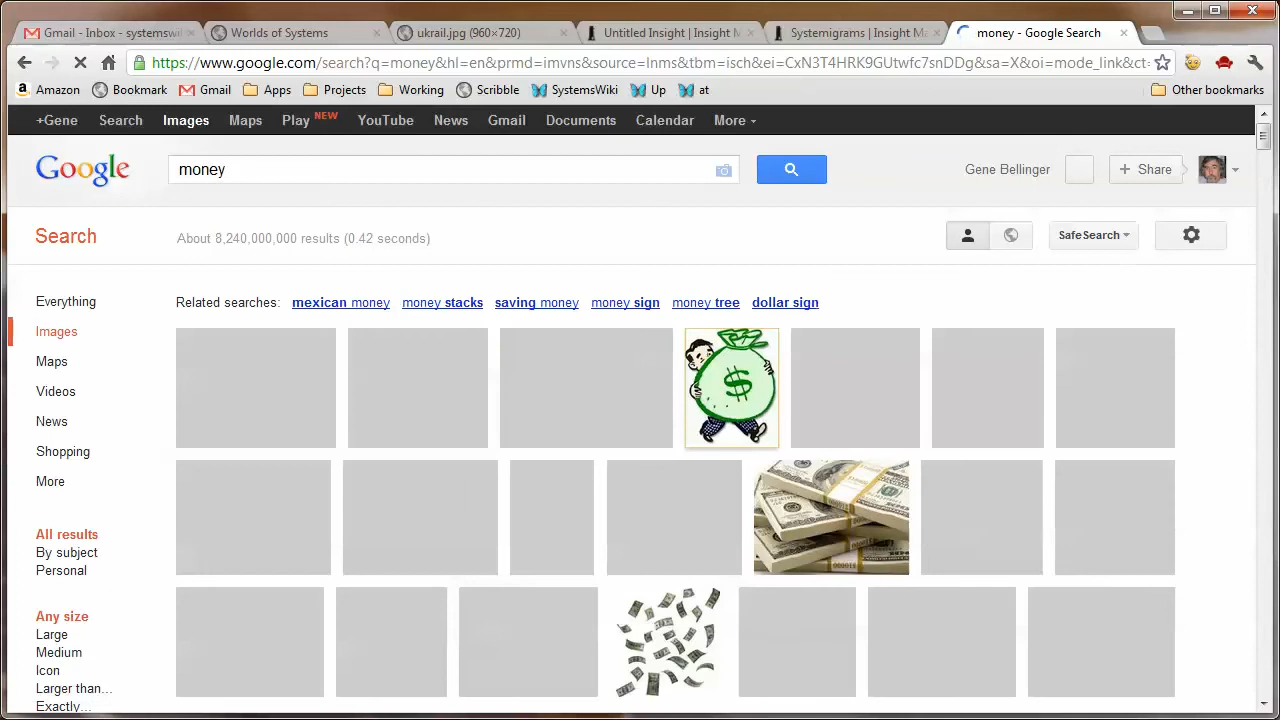 Gmail - Inbox - systemswi
Worlds of Systems
ukrail.jpg (960×720)
Untitled Insight | Insight M
Systemigrams | Insight Ma
money - Google Search
https://www.google.com/search?q=money&hl=en&prmd=imvns&source=lnms&tbm=isch&ei=CxN3T4HRK9GUtwfc7snDDg&sa=X&oi=mode_link&ct
Amazon Bookmark Gmail Apps Projects Working Scribble SystemsWiki Up at Other bookmarks
+Gene Search Images Maps Play NEW YouTube News Gmail Documents Calendar More
Google
money
Gene Bellinger
+ Share
Search
About 8,240,000,000 results (0.42 seconds)
SafeSearch
Everything
Images
Maps
Videos
News
Shopping
More
All results
By subject
Personal
Any size
Large
Medium
Icon
Larger than...
Exactly...
Related searches: mexican money money stacks saving money money sign money tree dollar sign
$